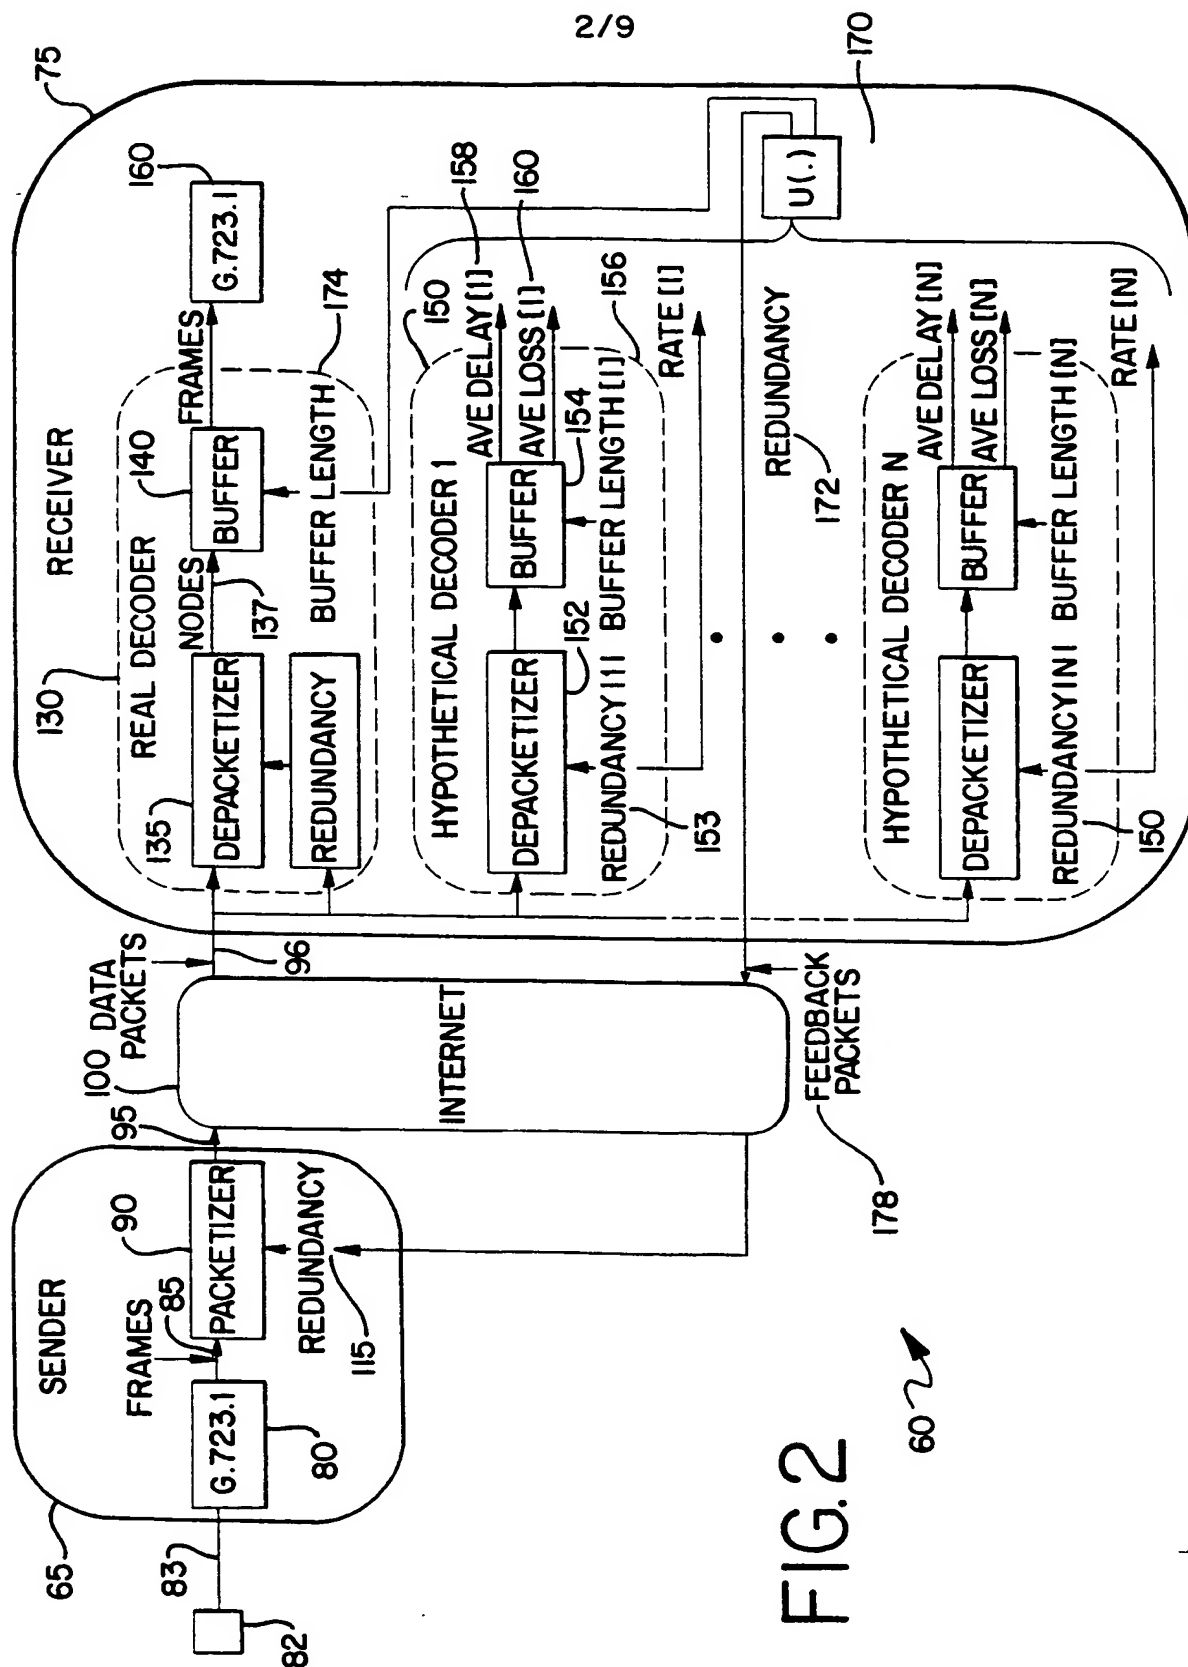 2/9
75
RECEIVER
130
REAL DECODER
135
DEPACKETIZER
NODES
137
140
BUFFER
FRAMES
G.723.1
160
REDUNDANCY
BUFFER LENGTH
174
HYPOTHETICAL DECODER 1
150
DEPACKETIZER
152
BUFFER
154
AVE DELAY [1]
158
AVE LOSS [1]
160
REDUNDANCY [1]
153
BUFFER LENGTH [1]
156
RATE [1]
U(.)
170
REDUNDANCY
172
HYPOTHETICAL DECODER N
DEPACKETIZER
BUFFER
AVE DELAY [N]
AVE LOSS [N]
REDUNDANCY [N]
150
BUFFER LENGTH [N]
RATE [N]
100
DATA
PACKETS
96
95
INTERNET
FEEDBACK
PACKETS
178
65
SENDER
FRAMES
85
90
PACKETIZER
G.723.1
80
REDUNDANCY
115
83
82
60
FIG. 2